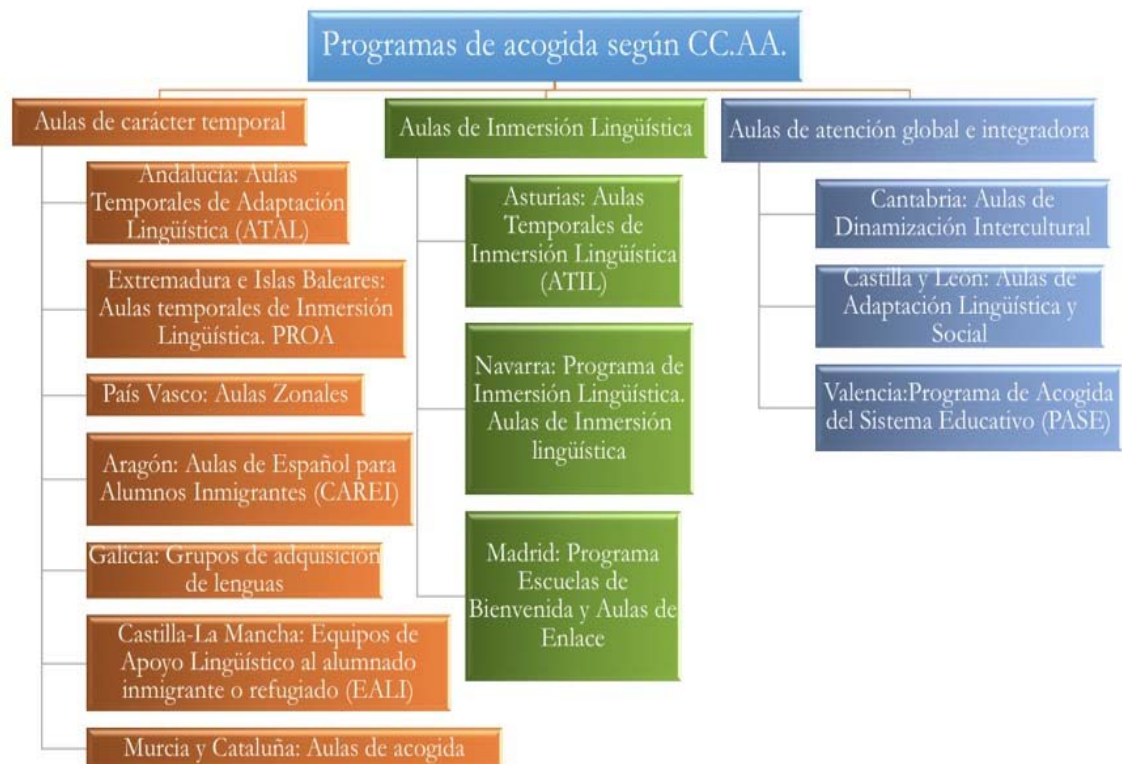 Programas de acogida según CC.AA.
Aulas de carácter temporal
Andalucía: Aulas
Temporales de Adaptación
Lingüística (ATAL)
Extremadura e Islas Baleares:
Aulas temporales de Inmersión
Lingüística. PROA
País Vasco: Aulas Zonales
Aragón: Aulas de Español para
Alumnos Inmigrantes (CAREI)
Galicia: Grupos de adquisición
de lenguas
Castilla-La Mancha: Equipos de
Apoyo Lingüístico al alumnado
inmigrante o refugiado (EALI)
Murcia y Cataluña: Aulas de acogida
Aulas de Inmersión Lingüística
Asturias: Aulas
Temporales de
Inmersión Lingüística
(ATIL)
Navarra: Programa de
Inmersión Lingüística.
Aulas de Inmersión
lingüística
Madrid: Programa
Escuelas de
Bienvenida y Aulas de
Enlace
Aulas de atención global e integradora
Cantabria: Aulas de
Dinamización Intercultural
Castilla y León: Aulas de
Adaptación Lingüística y
Social
Valencia:Programa de Acogida
del Sistema Educativo (PASE)